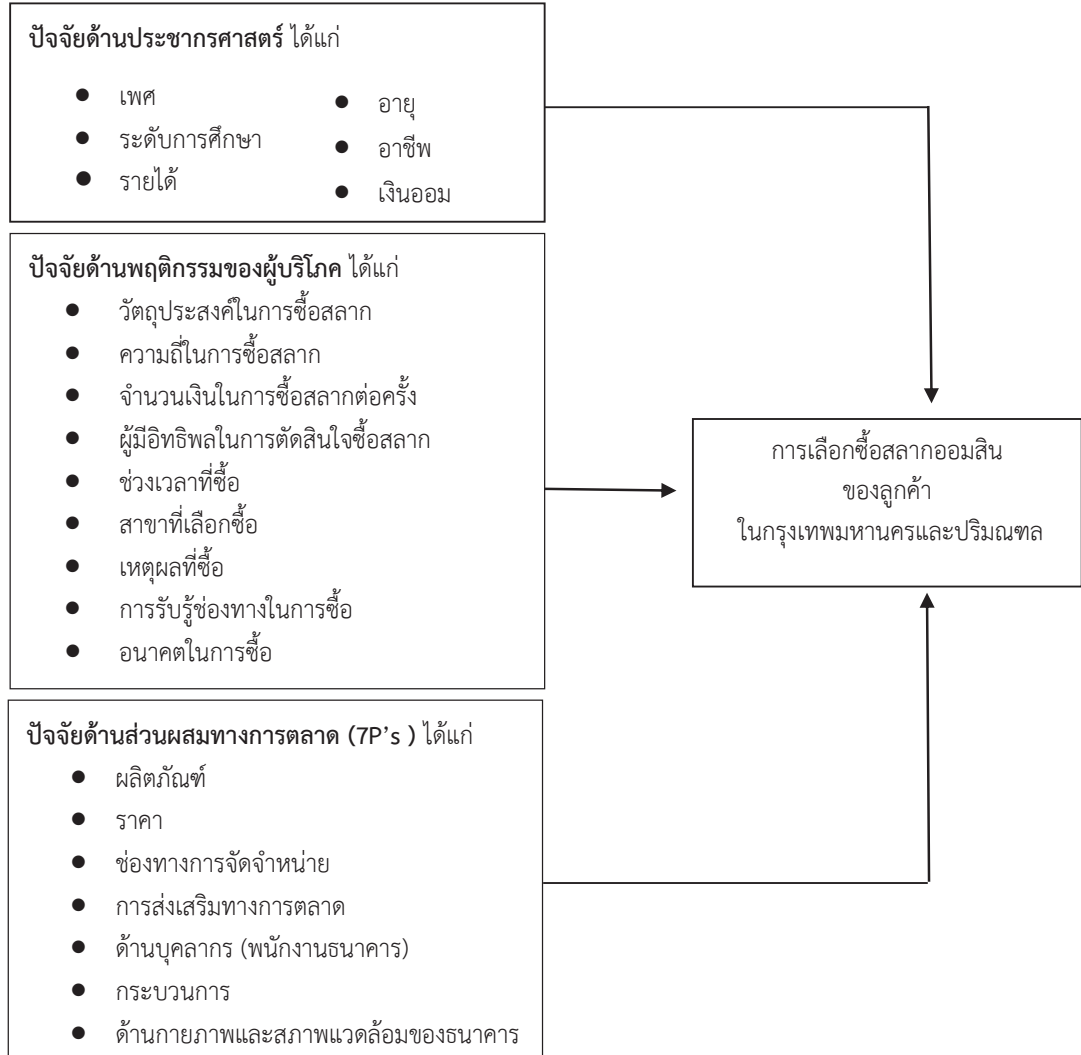 ปัจจัยด้านประชากรศาสตร์ ได้แก่
● เพศ
● ระดับการศึกษา
● รายได้
● อายุ
● อาชีพ
● เงินออม
ปัจจัยด้านพฤติกรรมของผู้บริโภค ได้แก่
● วัตถุประสงค์ในการซื้อสลาก
● ความถี่ในการซื้อสลาก
● จำนวนเงินในการซื้อสลากต่อครั้ง
● ผู้มีอิทธิพลในการตัดสินใจซื้อสลาก
● ช่วงเวลาที่ซื้อ
● สาขาที่เลือกซื้อ
● เหตุผลที่ซื้อ
● การรับรู้ช่องทางในการซื้อ
● อนาคตในการซื้อ
ปัจจัยด้านส่วนผสมทางการตลาด (7P's ) ได้แก่
● ผลิตภัณฑ์
● ราคา
● ช่องทางการจัดจำหน่าย
● การส่งเสริมทางการตลาด
● ด้านบุคลากร (พนักงานธนาคาร)
● กระบวนการ
● ด้านกายภาพและสภาพแวดล้อมของธนาคาร
การเลือกซื้อสลากออมสิน
ของลูกค้า
ในกรุงเทพมหานครและปริมณฑล